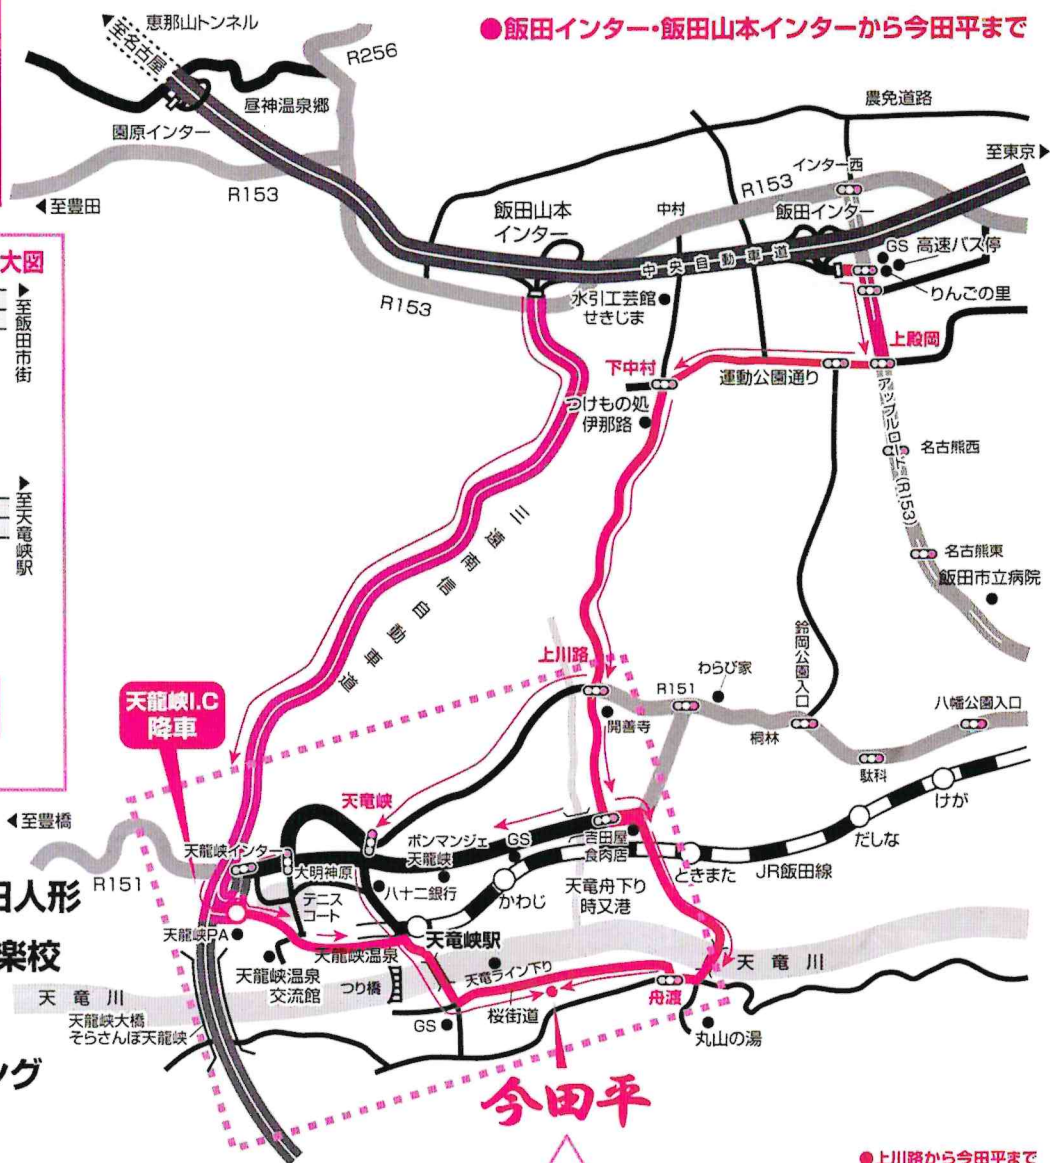 ●飯田インター・飯田山本インターから今田平まで
恵那山トンネル
至名古屋
R256
昼神温泉郷
園原インター
農免道路
至東京▶
インター西
R153
◀至豊田
R153
飯田山本
インター
中村
飯田インター
GS
高速バス停
大図
中央自動車道
りんごの里
▶至飯田市街
R153
水引工芸館
せきじま
上殿岡
下中村
運動公園通り
つけもの処
伊那路
アップルロード(R153)
名古熊西
▶至天竜峡駅
三遠南信自動車道
名古熊東
飯田市立病院
鈴岡公園入口
上川路
わらび家
R151
天龍峡I.C
降車
開善寺
桐林
八幡公園入口
駄科
天竜峡
けが
◀至豊橋
ボンマンジェ
天龍峡
GS
吉田屋
食肉店
だしな
天龍峡インター
大明神原
ときまた
JR飯田線
R151
八十二銀行
かわじ
天竜舟下り
時又港
田人形
テニス
コート
天龍峡PA
天竜峡駅
楽校
天龍峡温泉
天龍峡温泉
交流館
つり橋
天竜ライン下り
天竜川
舟渡
天竜川
天龍峡大橋
そらさんぽ天龍峡
GS
桜街道
丸山の湯
ング
今田平
●上川路から今田平まで